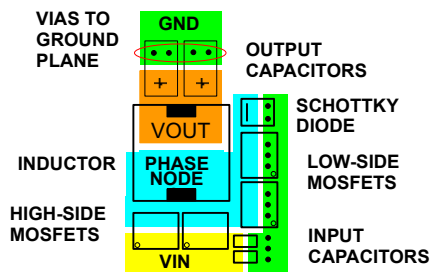 VIAS TO
GROUND
PLANE
GND
OUTPUT
CAPACITORS
+ +
VOUT
SCHOTTKY
DIODE
INDUCTOR
PHASE
NODE
LOW-SIDE
MOSFETS
HIGH-SIDE
MOSFETS
VIN
INPUT
CAPACITORS